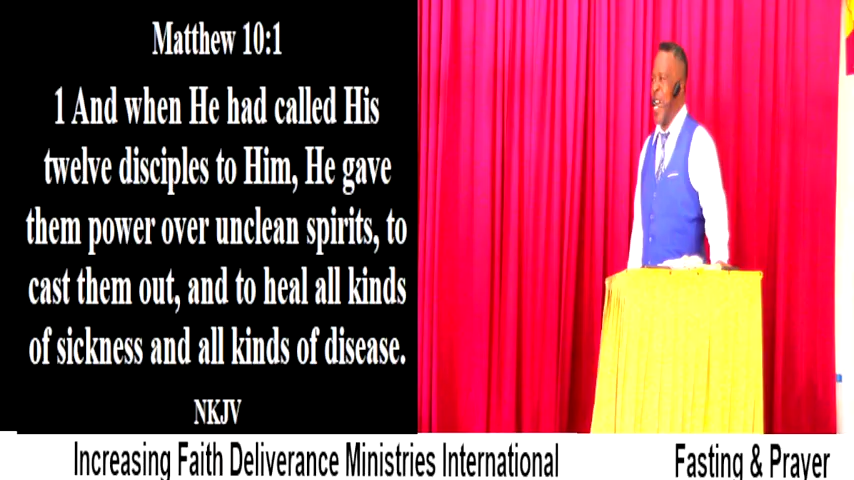 Matthew 10:1
1 And when He had called His
twelve disciples to Him, He gave
them power over unclean spirits, to
cast them out, and to heal all kinds
of sickness and all kinds of disease.
NKJV
Increasing Faith Deliverance Ministries International
Fasting & Prayer